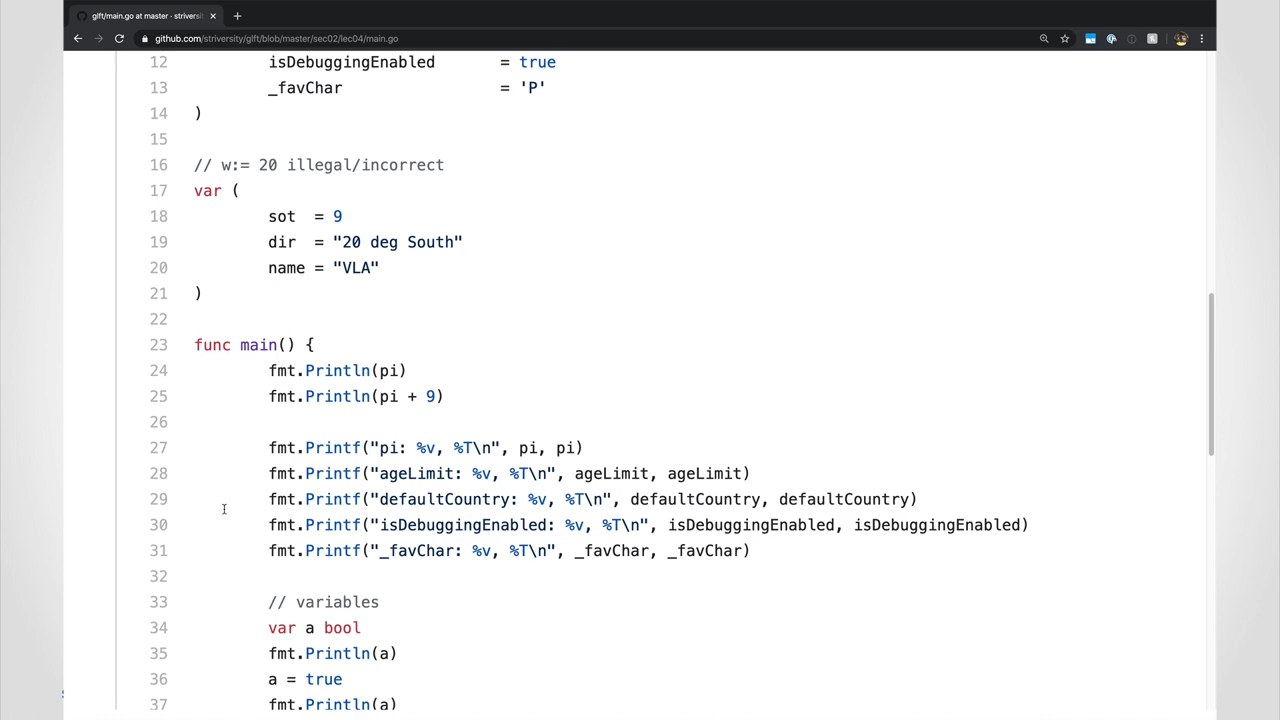 glft/main.go at master · striversi
github.com/striversity/glft/blob/master/sec02/lec04/main.go
12 isDebuggingEnabled = true
13 _favChar = 'P'
14 )
15
16 // w:= 20 illegal/incorrect
17 var (
18 sot = 9
19 dir = "20 deg South"
20 name = "VLA"
21 )
22
23 func main() {
24 fmt.Println(pi)
25 fmt.Println(pi + 9)
26
27 fmt.Printf("pi: %v, %T\n", pi, pi)
28 fmt.Printf("ageLimit: %v, %T\n", ageLimit, ageLimit)
29 fmt.Printf("defaultCountry: %v, %T\n", defaultCountry, defaultCountry)
30 fmt.Printf("isDebuggingEnabled: %v, %T\n", isDebuggingEnabled, isDebuggingEnabled)
31 fmt.Printf("_favChar: %v, %T\n", _favChar, _favChar)
32
33 // variables
34 var a bool
35 fmt.Println(a)
36 a = true
37 fmt.Println(a)